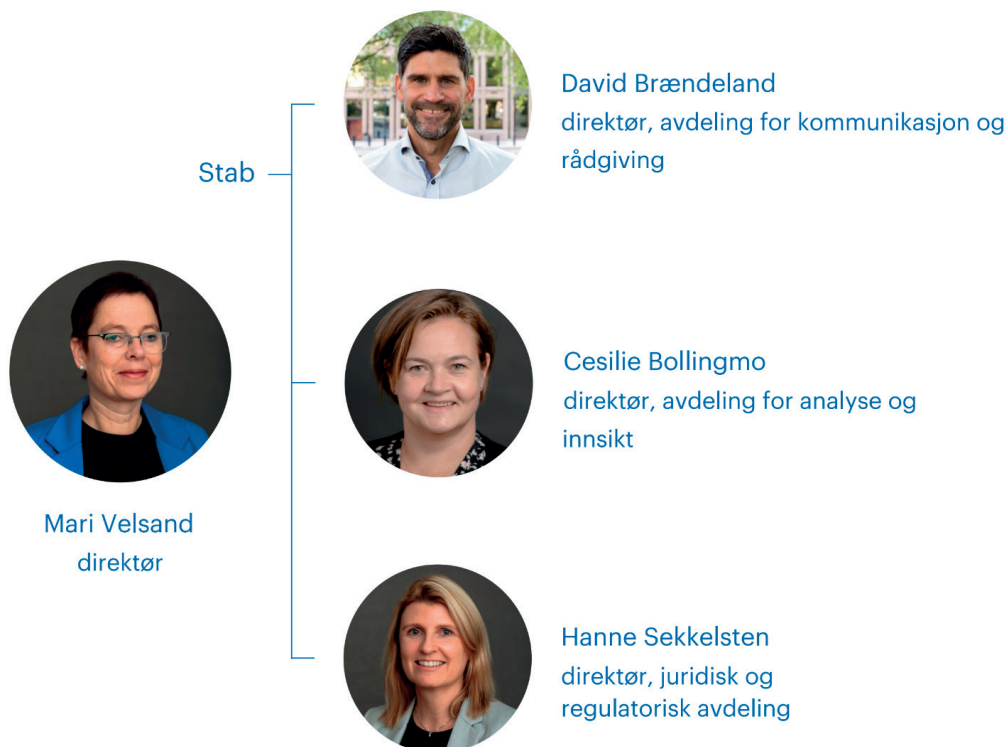 David Brændeland
direktør, avdeling for kommunikasjon og
rådgiving
Stab
Cesilie Bollingmo
direktør, avdeling for analyse og
innsikt
Mari Velsand
direktør
Hanne Sekkelsten
direktør, juridisk og
regulatorisk avdeling